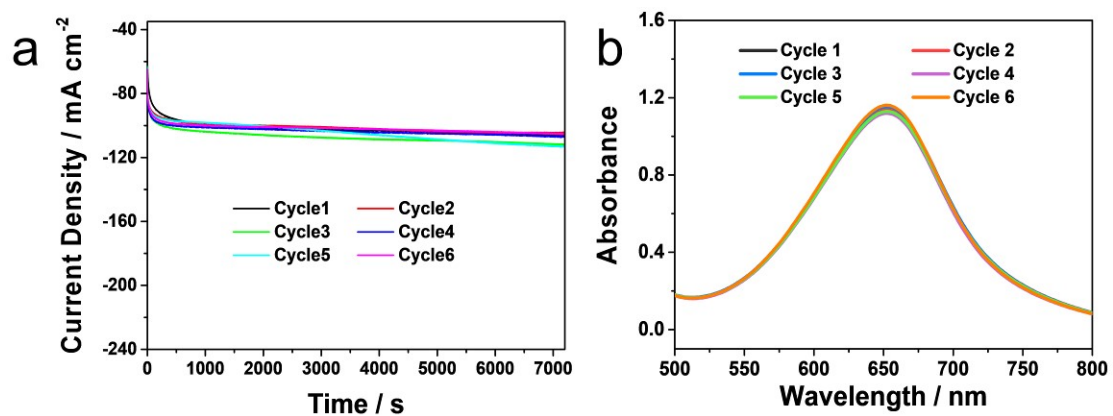 a
Current Density / mA cm⁻²
-40
-80
-120
-160
-200
-240
Cycle1 Cycle2
Cycle3 Cycle4
Cycle5 Cycle6
0 1000 2000 3000 4000 5000 6000 7000
Time / s
b
Absorbance
1.6
1.2
0.8
0.4
0.0
Cycle 1 Cycle 2
Cycle 3 Cycle 4
Cycle 5 Cycle 6
500 550 600 650 700 750 800
Wavelength / nm